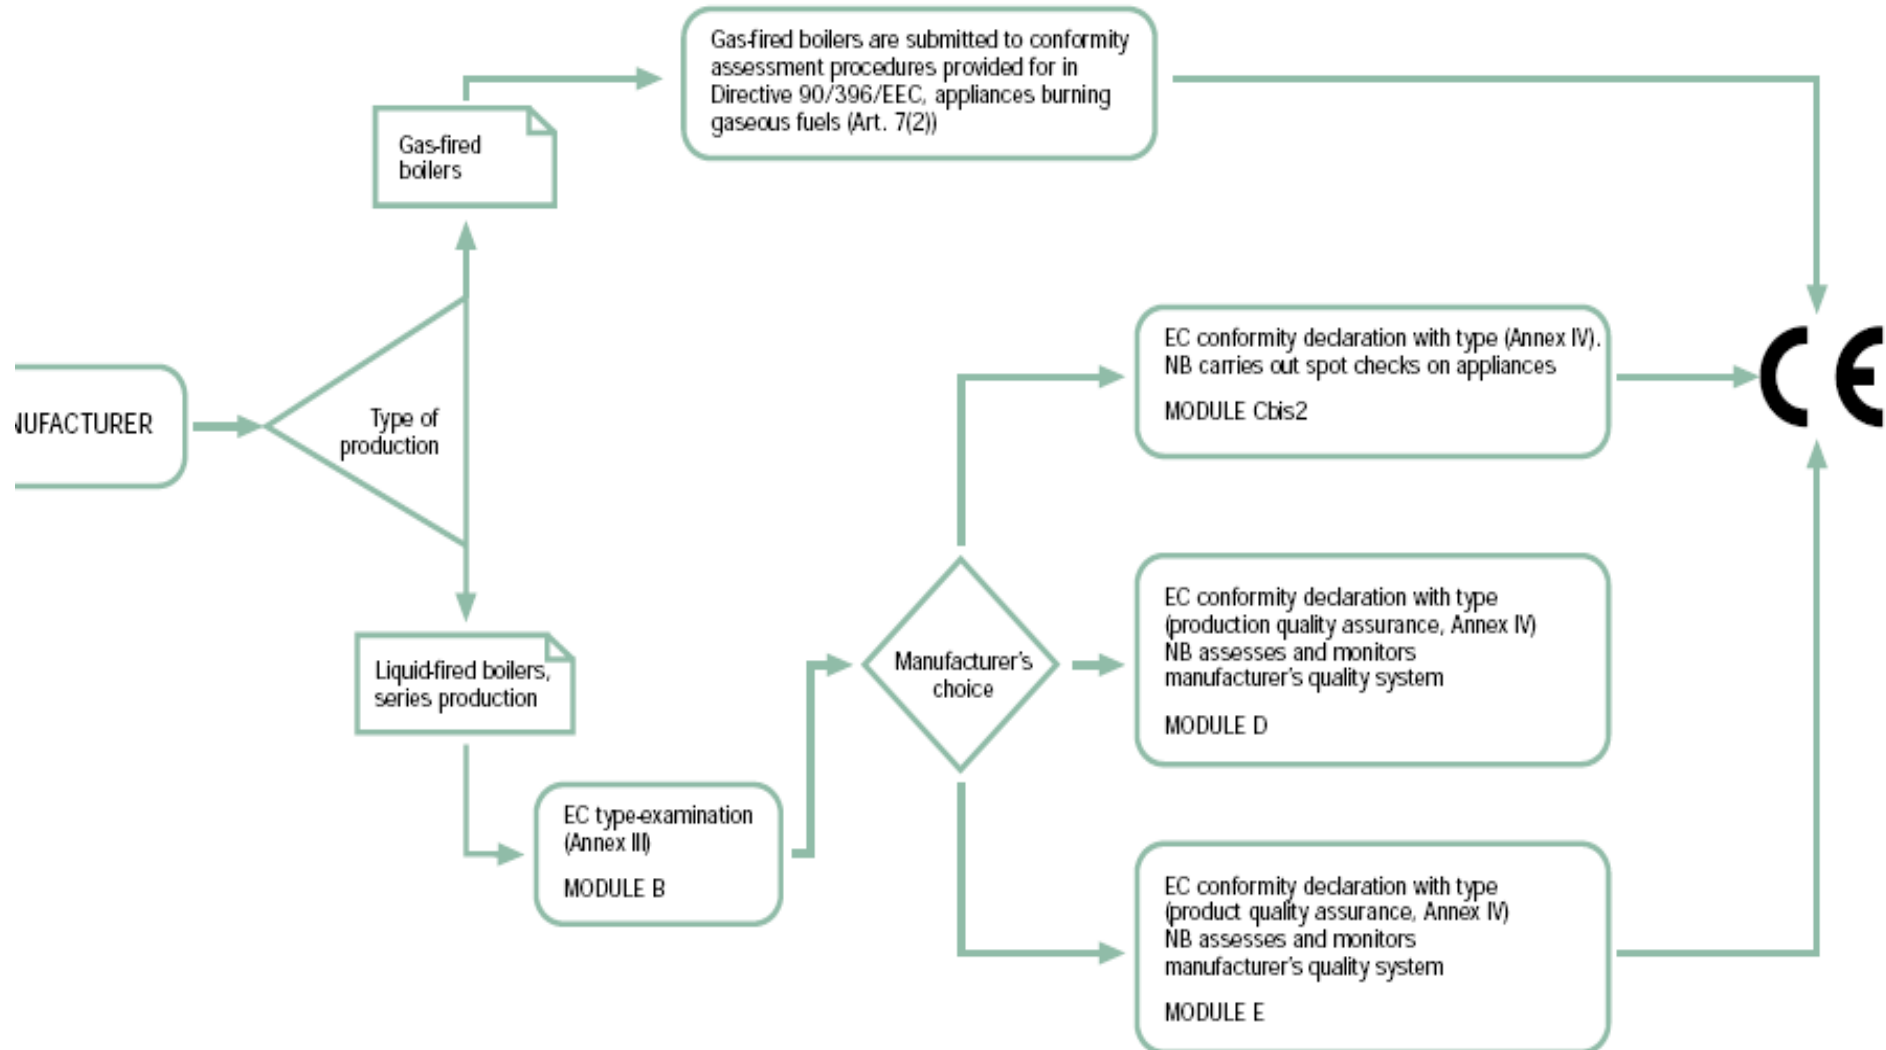 Gas-fired boilers are submitted to conformity
assessment procedures provided for in
Directive 90/396/EEC, appliances burning
gaseous fuels (Art. 7(2))
Gas-fired
boilers
NUFACTURER
Type of
production
EC conformity declaration with type (Annex IV).
NB carries out spot checks on appliances
MODULE Cbis2
CE
Liquid-fired boilers,
series production
EC type-examination
(Annex III)
MODULE B
Manufacturer's
choice
EC conformity declaration with type
(production quality assurance, Annex IV)
NB assesses and monitors
manufacturer's quality system
MODULE D
EC conformity declaration with type
(product quality assurance, Annex IV)
NB assesses and monitors
manufacturer's quality system
MODULE E